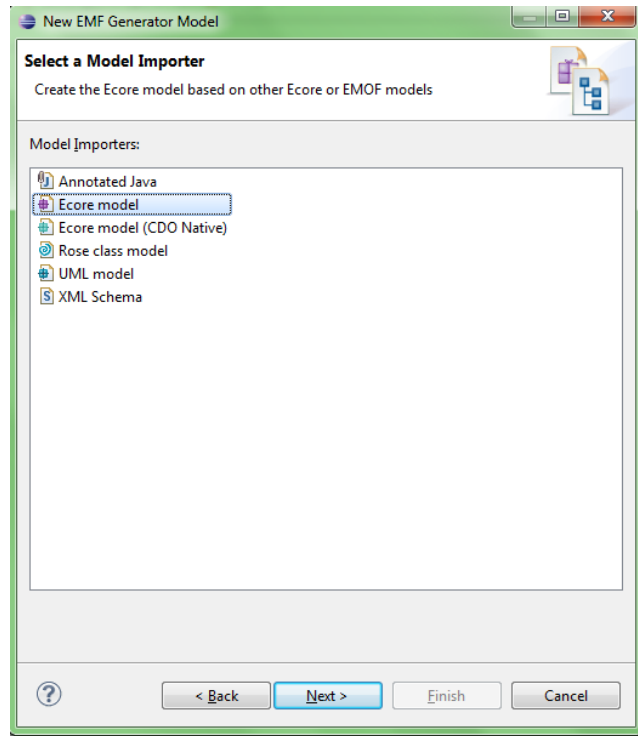 New EMF Generator Model
Select a Model Importer
Create the Ecore model based on other Ecore or EMOF models
Model Importers:
Annotated Java
Ecore model
Ecore model (CDO Native)
Rose class model
UML model
XML Schema
< Back Next > Finish Cancel